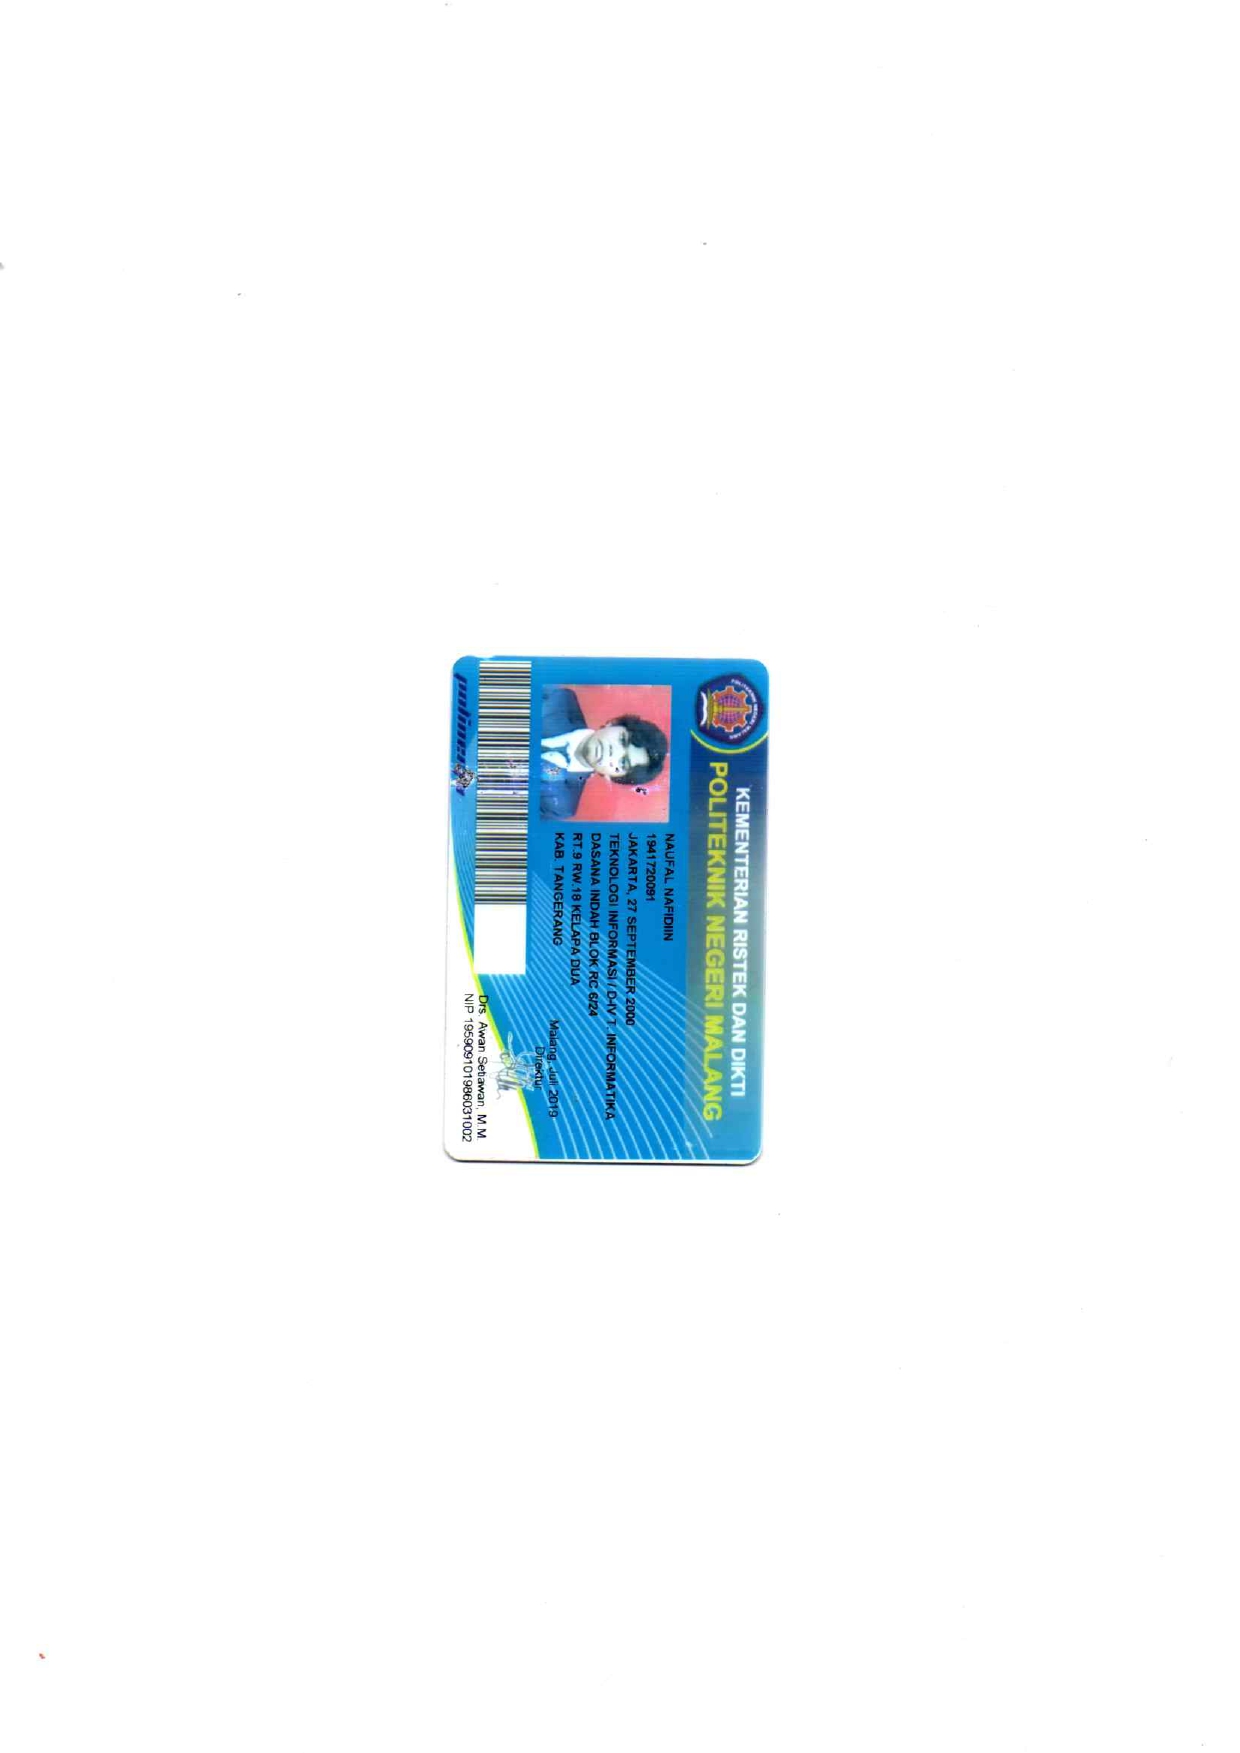 KEMENTERIAN RISTEK DAN DIKTI
POLITEKNIK NEGERI MALANG
NAUFAL NAFIDIIN
1941720091
JAKARTA, 27 SEPTEMBER 2000
TEKNOLOGI INFORMASI / D-IV T. INFORMATIKA
DASANA INDAH BLOK RC 6/24
RT.9 RW.18 KELAPA DUA
KAB. TANGERANG
Malang, Juli 2019
Direktur
Drs. Awan Setiawan, M.M.
NIP 195909101986031002